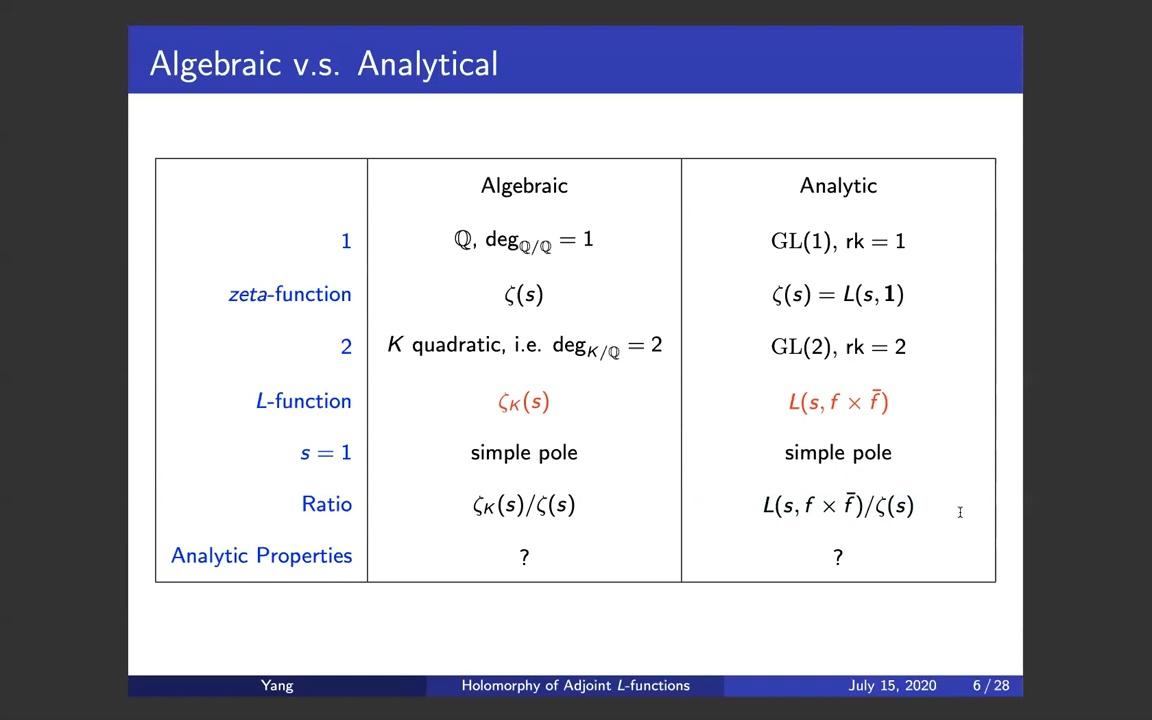 Algebraic v.s. Analytical
Algebraic Analytic
1 ℚ, deg_{ℚ/ℚ} = 1 GL(1), rk = 1
zeta-function ζ(s) ζ(s) = L(s, 𝟏)
2 K quadratic, i.e. deg_{K/ℚ} = 2 GL(2), rk = 2
L-function ζ_K(s) L(s, f × f̄)
s = 1 simple pole simple pole
Ratio ζ_K(s)/ζ(s) L(s, f × f̄)/ζ(s)
Analytic Properties ? ?
Yang Holomorphy of Adjoint L-functions July 15, 2020 6 / 28